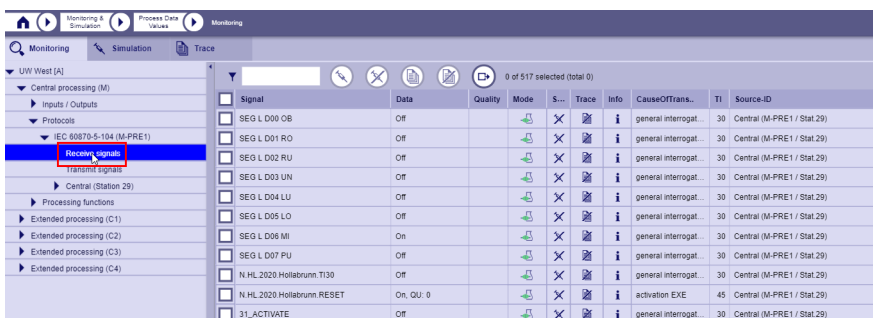 Monitoring & Simulation
Process Data Values
Monitoring
Monitoring Simulation Trace
UW West [A]
Central processing (M)
Inputs / Outputs
Protocols
IEC 60870-5-104 (M-PRE1)
Receive signals
Transmit signals
Central (Station 29)
Processing functions
Extended processing (C1)
Extended processing (C2)
Extended processing (C3)
Extended processing (C4)
0 of 517 selected (total 0)
Signal Data Quality Mode S... Trace Info CauseOfTrans.. TI Source-ID
SEG L D00 OB Off general interrogat... 30 Central (M-PRE1 / Stat.29)
SEG L D01 RO Off general interrogat... 30 Central (M-PRE1 / Stat.29)
SEG L D02 RU Off general interrogat... 30 Central (M-PRE1 / Stat.29)
SEG L D03 UN Off general interrogat... 30 Central (M-PRE1 / Stat.29)
SEG L D04 LU Off general interrogat... 30 Central (M-PRE1 / Stat.29)
SEG L D05 LO Off general interrogat... 30 Central (M-PRE1 / Stat.29)
SEG L D06 MI On general interrogat... 30 Central (M-PRE1 / Stat.29)
SEG L D07 PU Off general interrogat... 30 Central (M-PRE1 / Stat.29)
N.HL.2020.Hollabrunn.TI30 Off general interrogat... 30 Central (M-PRE1 / Stat.29)
N.HL.2020.Hollabrunn.RESET On, QU: 0 activation EXE 45 Central (M-PRE1 / Stat.29)
31_ACTIVATE Off general interrogat... 30 Central (M-PRE1 / Stat.29)